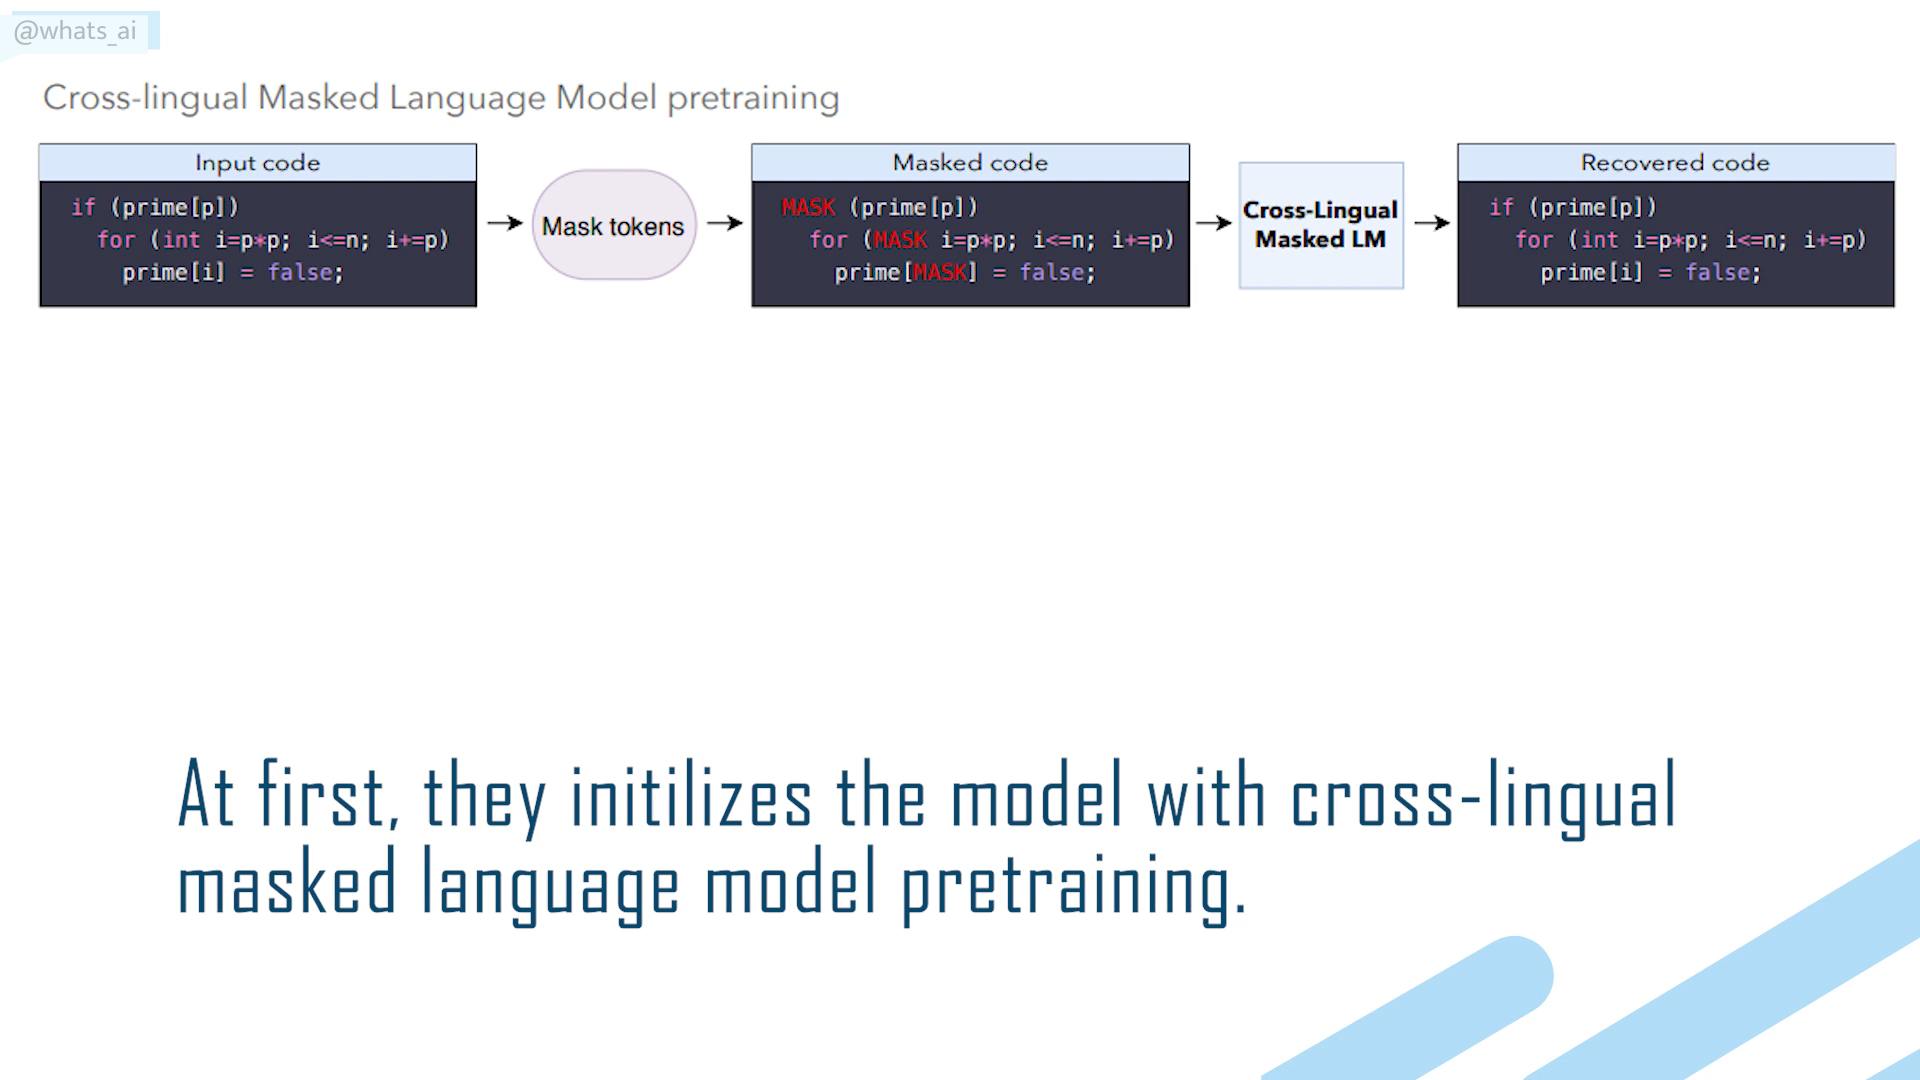 @whats_ai
Cross-lingual Masked Language Model pretraining
Input code
if (prime[p])
for (int i=p*p; i<=n; i+=p)
prime[i] = false;
Mask tokens
Masked code
MASK (prime[p])
for (MASK i=p*p; i<=n; i+=p)
prime[MASK] = false;
Cross-Lingual
Masked LM
Recovered code
if (prime[p])
for (int i=p*p; i<=n; i+=p)
prime[i] = false;
At first, they initilizes the model with cross-lingual
masked language model pretraining.